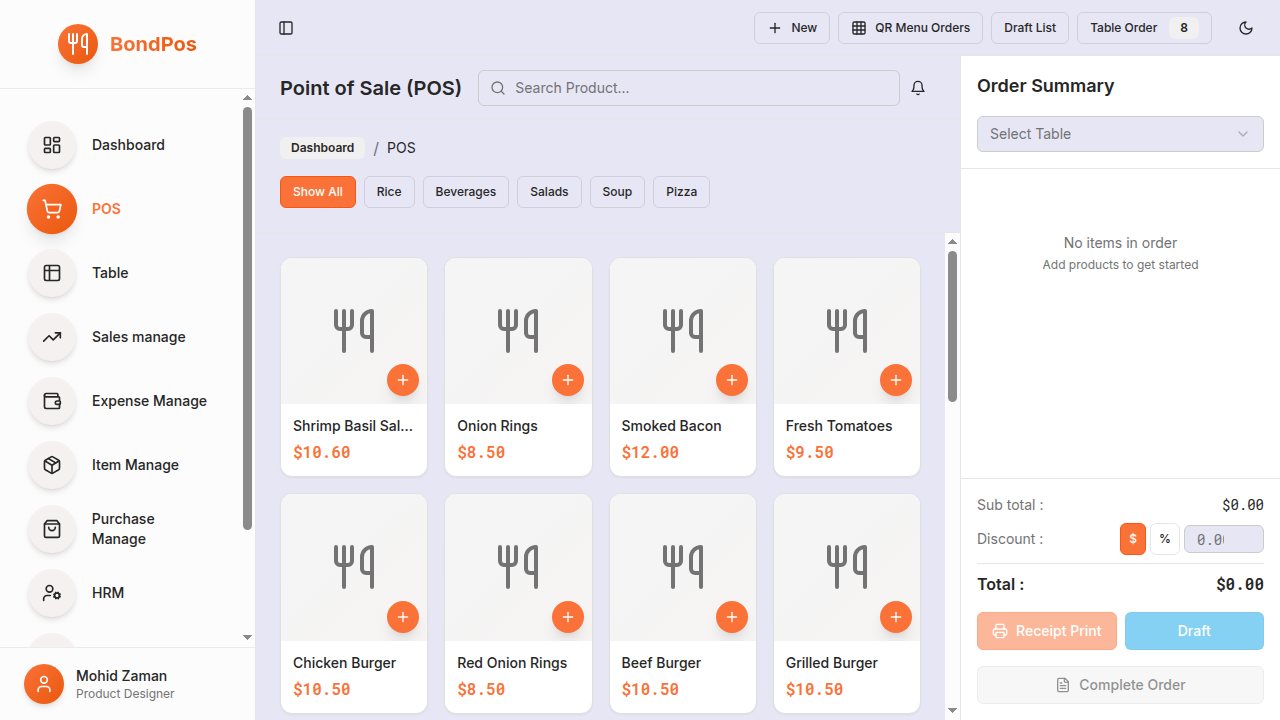 BondPos
Dashboard
POS
Table
Sales manage
Expense Manage
Item Manage
Purchase
Manage
HRM
Mohid Zaman
Product Designer
New
QR Menu Orders
Draft List
Table Order 8
Point of Sale (POS)
Search Product...
Dashboard / POS
Show All
Rice
Beverages
Salads
Soup
Pizza
Shrimp Basil Sal...
$10.60
Onion Rings
$8.50
Smoked Bacon
$12.00
Fresh Tomatoes
$9.50
Chicken Burger
$10.50
Red Onion Rings
$8.50
Beef Burger
$10.50
Grilled Burger
$10.50
Order Summary
Select Table
No items in order
Add products to get started
Sub total : $0.00
Discount : $ % 0.0
Total : $0.00
Receipt Print
Draft
Complete Order